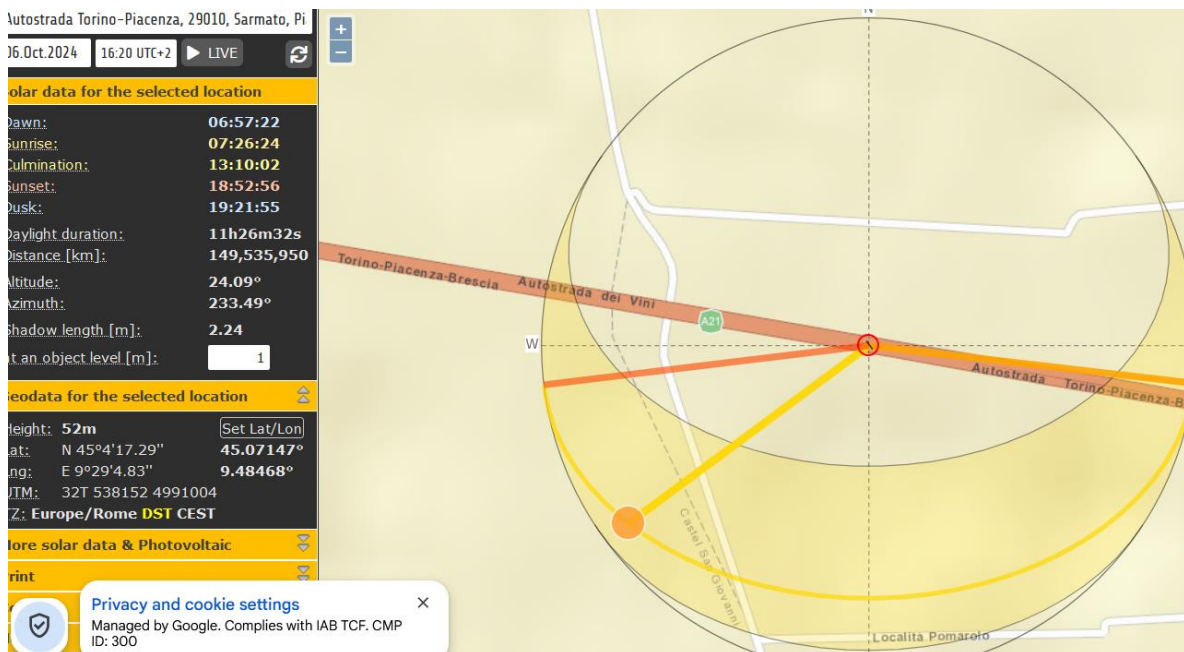 Autostrada Torino-Piacenza, 29010, Sarmato, Pi
06.Oct.2024 16:20 UTC+2 LIVE
olar data for the selected location
Dawn: 06:57:22
Sunrise: 07:26:24
Culmination: 13:10:02
Sunset: 18:52:56
Dusk: 19:21:55
Daylight duration: 11h26m32s
Distance [km]: 149,535,950
Altitude: 24.09°
Azimuth: 233.49°
Shadow length [m]: 2.24
at an object level [m]: 1
Geodata for the selected location
Height: 52m Set Lat/Lon
Lat: N 45°4'17.29'' 45.07147°
Lng: E 9°29'4.83'' 9.48468°
UTM: 32T 538152 4991004
TZ: Europe/Rome DST CEST
More solar data & Photovoltaic
Print
Privacy and cookie settings
Managed by Google. Complies with IAB TCF. CMP
ID: 300
+
−
N
W
Torino-Piacenza-Brescia Autostrada dei Vini
A21
Autostrada Torino-Piacenza-B
Castel San Giovanni
Località Pomarolo